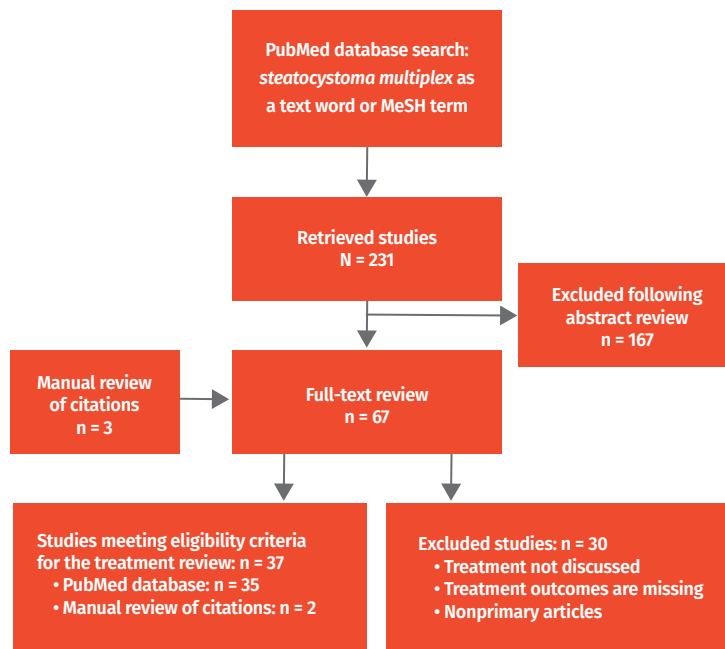 PubMed database search:
steatocystoma multiplex as
a text word or MeSH term
Retrieved studies
N = 231
Excluded following
abstract review
n = 167
Manual review
of citations
n = 3
Full-text review
n = 67
Studies meeting eligibility criteria
for the treatment review: n = 37
• PubMed database: n = 35
• Manual review of citations: n = 2
Excluded studies: n = 30
• Treatment not discussed
• Treatment outcomes are missing
• Nonprimary articles